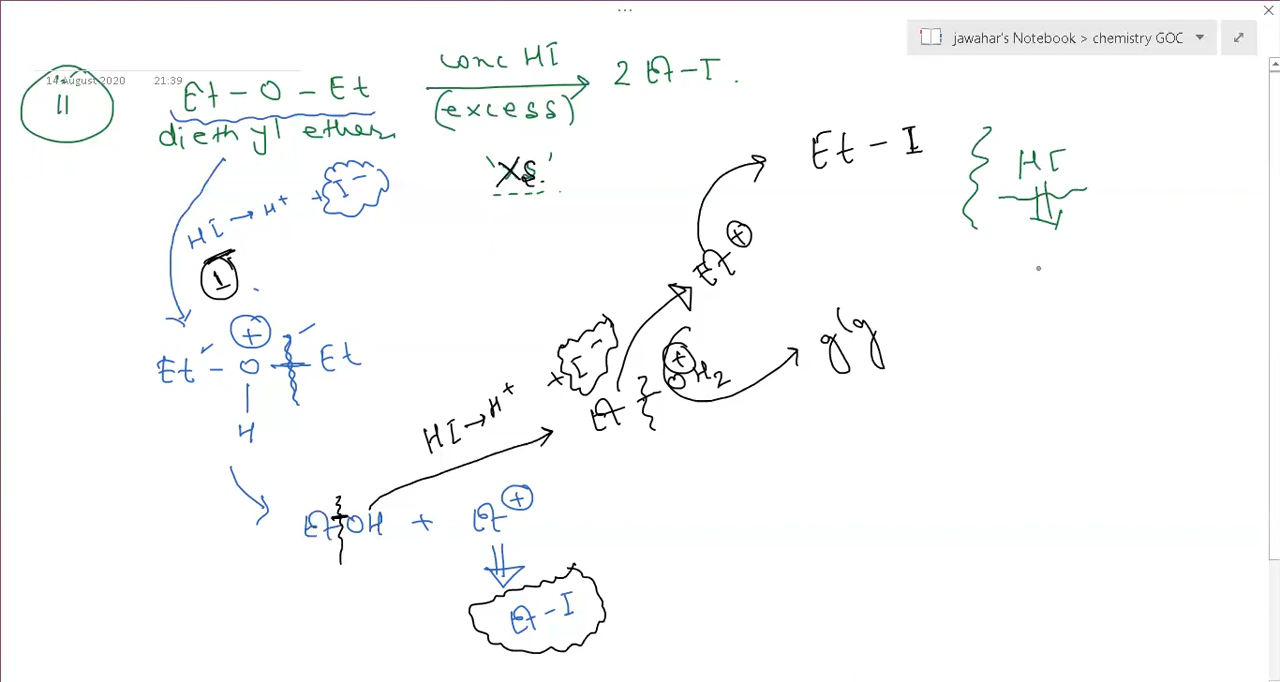 jawahar's Notebook > chemistry GOC
14 August 2020 21:39
11
Et - O - Et
diethyl ether
conc HI
(excess)
2 Et - I.
'Xs.'
HI → H+ + I-
1
Et - O - Et
+
H
Et - I
HI
Et+
HI → H+ + I-
Et OH2
+
EtOH + Et+
Et - I